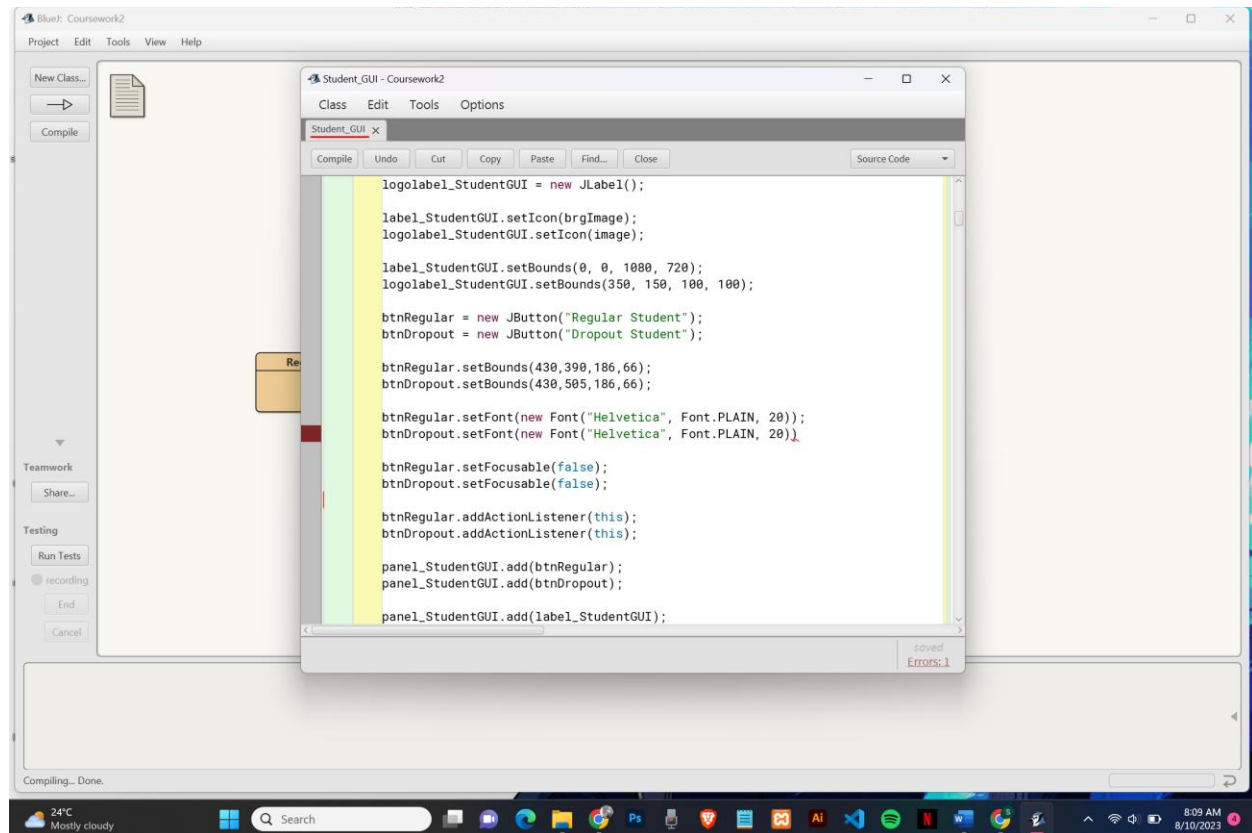 BlueJ: Coursework2
Project Edit Tools View Help
New Class...
Compile
Student_GUI - Coursework2
Class Edit Tools Options
Student_GUI
Compile Undo Cut Copy Paste Find... Close Source Code
logolabel_StudentGUI = new JLabel();
label_StudentGUI.setIcon(brgImage);
logolabel_StudentGUI.setIcon(image);
label_StudentGUI.setBounds(0, 0, 1080, 720);
logolabel_StudentGUI.setBounds(350, 150, 100, 100);
btnRegular = new JButton("Regular Student");
btnDropout = new JButton("Dropout Student");
Re
btnRegular.setBounds(430,390,186,66);
btnDropout.setBounds(430,505,186,66);
btnRegular.setFont(new Font("Helvetica", Font.PLAIN, 20));
btnDropout.setFont(new Font("Helvetica", Font.PLAIN, 20))
btnRegular.setFocusable(false);
btnDropout.setFocusable(false);
btnRegular.addActionListener(this);
btnDropout.addActionListener(this);
panel_StudentGUI.add(btnRegular);
panel_StudentGUI.add(btnDropout);
panel_StudentGUI.add(label_StudentGUI);
Teamwork
Share...
Testing
Run Tests
recording
End
Cancel
saved
Errors: 1
Compiling... Done.
24°C
Mostly cloudy
Search
Ps
Ai
N
W
8:09 AM
8/10/2023
4